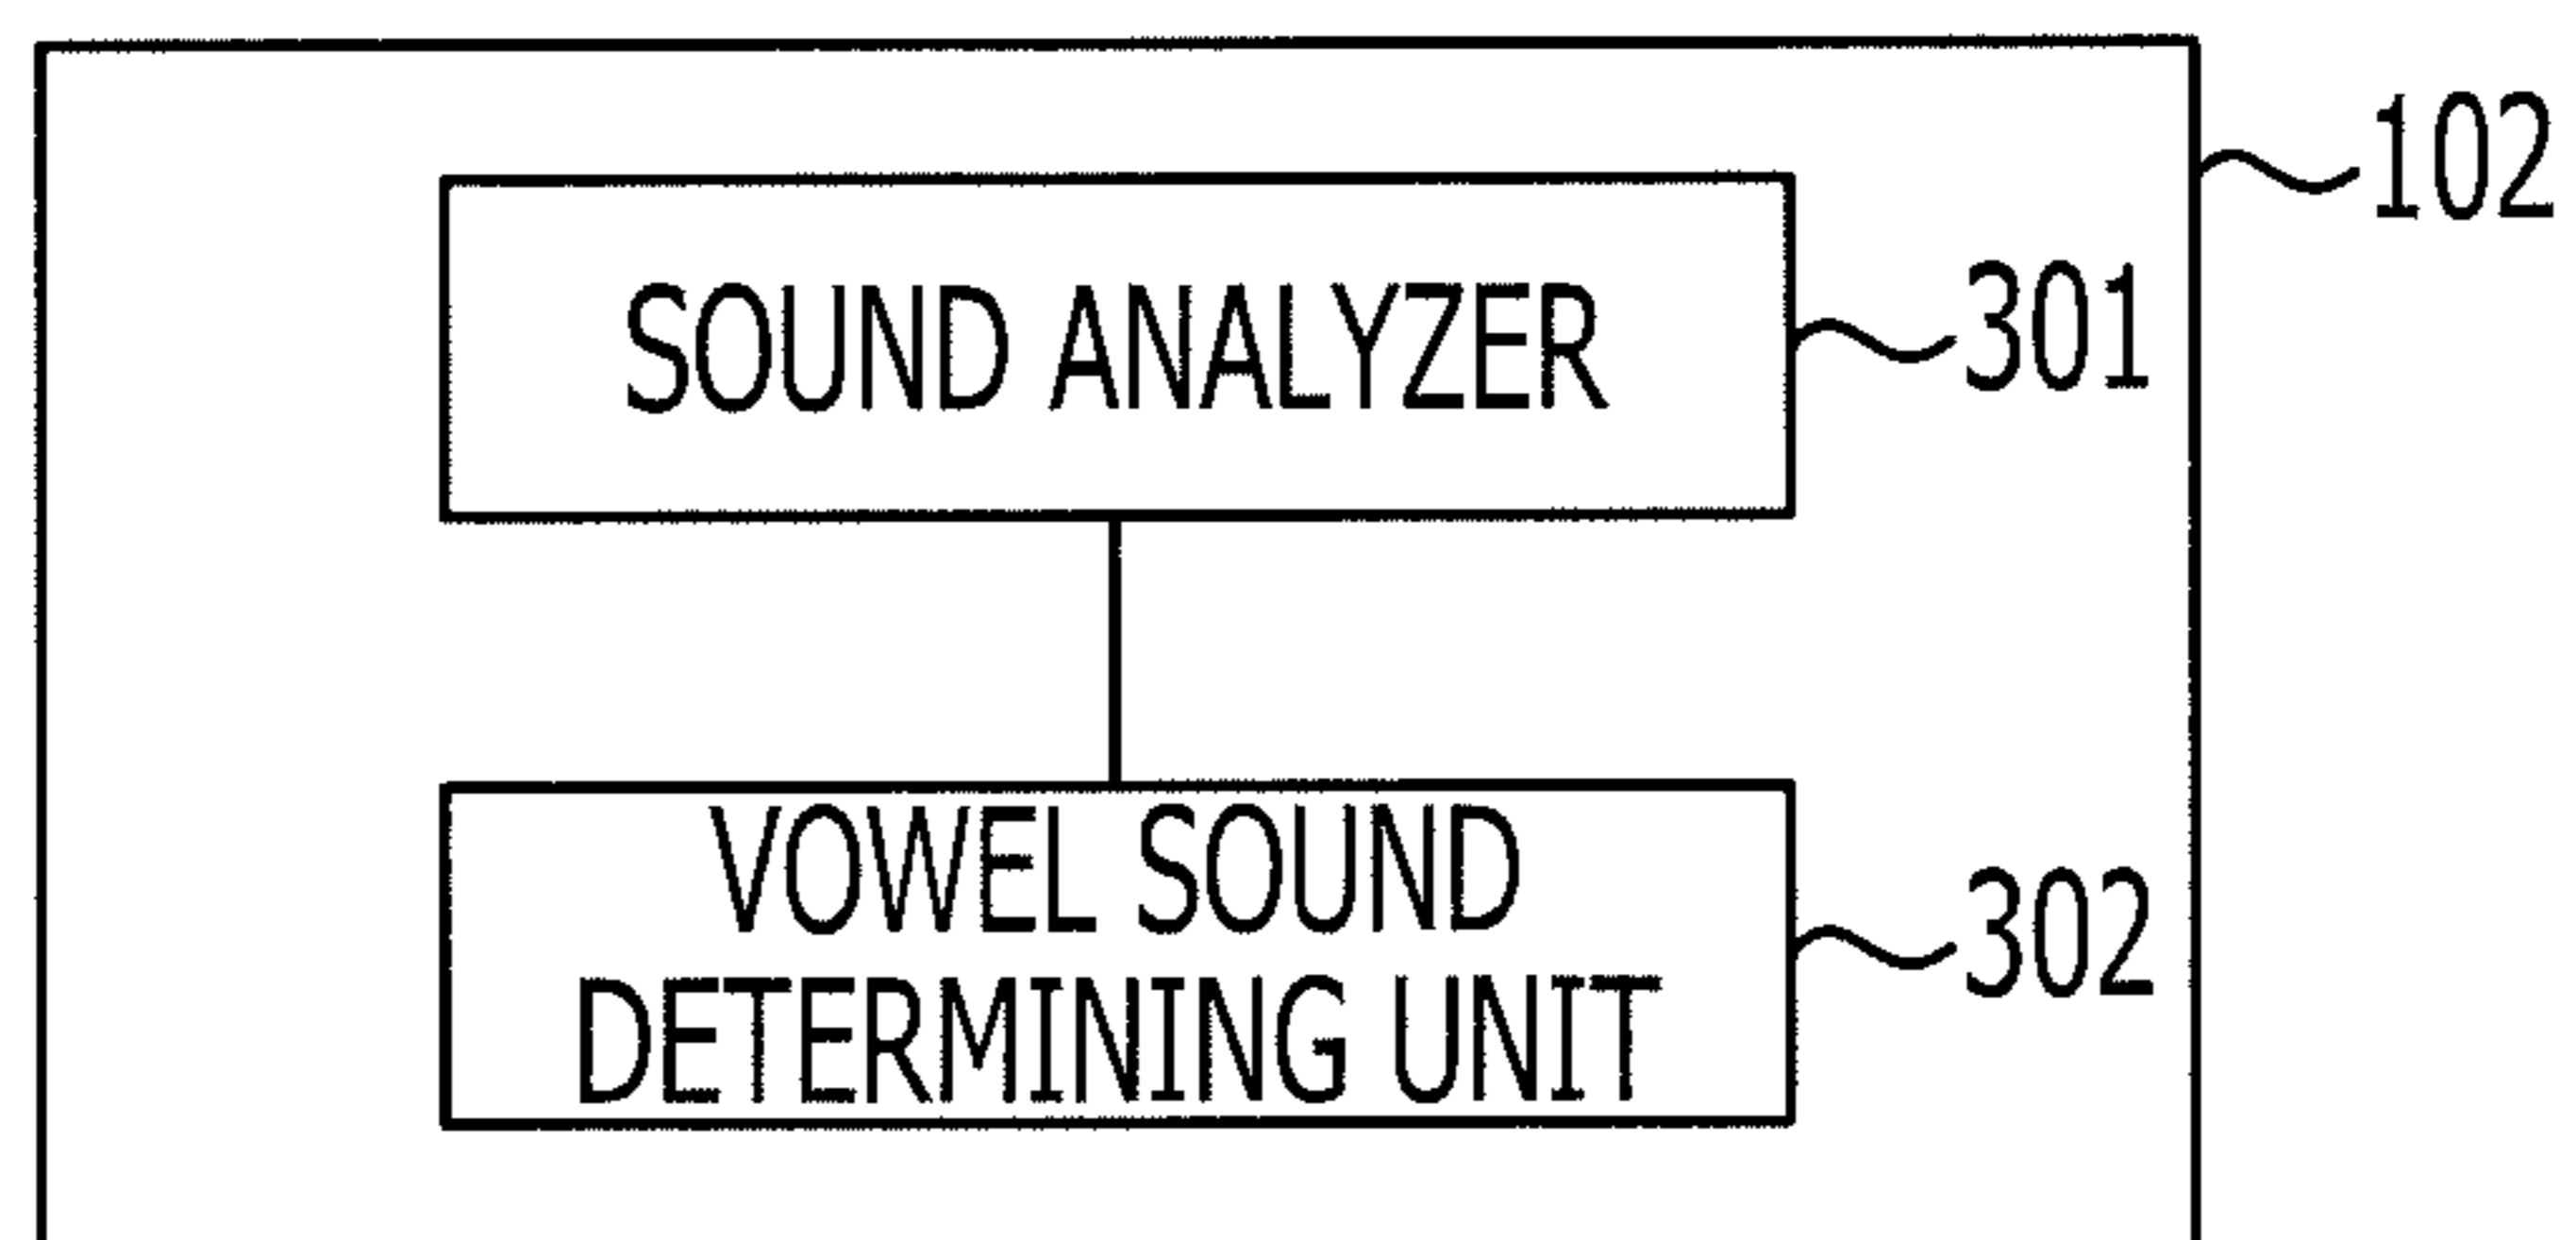 102
SOUND ANALYZER
301
VOWEL SOUND
DETERMINING UNIT
302